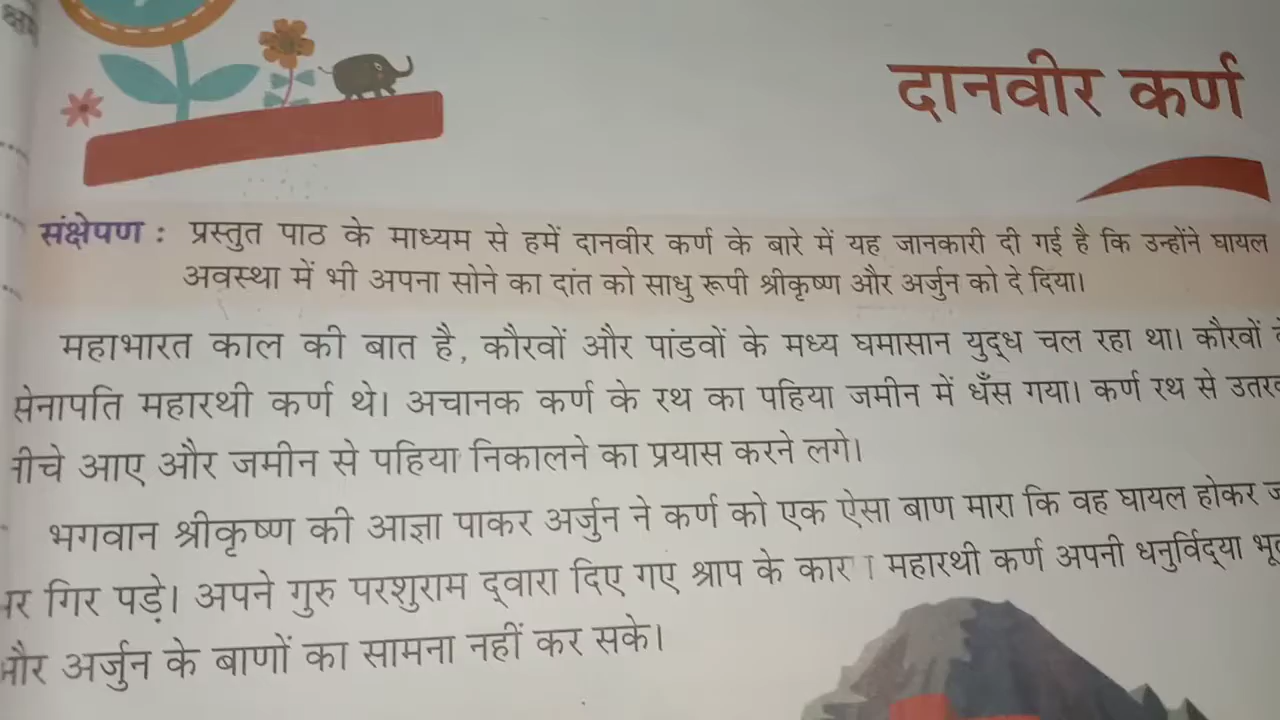 दानवीर कर्ण
संक्षेपण : प्रस्तुत पाठ के माध्यम से हमें दानवीर कर्ण के बारे में यह जानकारी दी गई है कि उन्होंने घायल
अवस्था में भी अपना सोने का दांत को साधु रूपी श्रीकृष्ण और अर्जुन को दे दिया।
महाभारत काल की बात है, कौरवों और पांडवों के मध्य घमासान युद्ध चल रहा था। कौरवों
सेनापति महारथी कर्ण थे। अचानक कर्ण के रथ का पहिया जमीन में धँस गया। कर्ण रथ से
आए और जमीन से पहिया निकालने का प्रयास करने लगे।
भगवान श्रीकृष्ण की आज्ञा पाकर अर्जुन ने कर्ण को एक ऐसा बाण मारा कि वह घायल होकर
गिर पड़े। अपने गुरु परशुराम द्वारा दिए गए श्राप के महारथी कर्ण अपनी धनुर्विद्या
अर्जुन के बाणों का सामना नहीं कर सके।